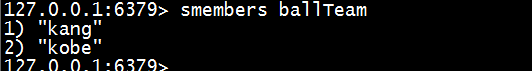 127.0.0.1:6379> smembers ballTeam
1) "kang"
2) "kobe"
127.0.0.1:6379>